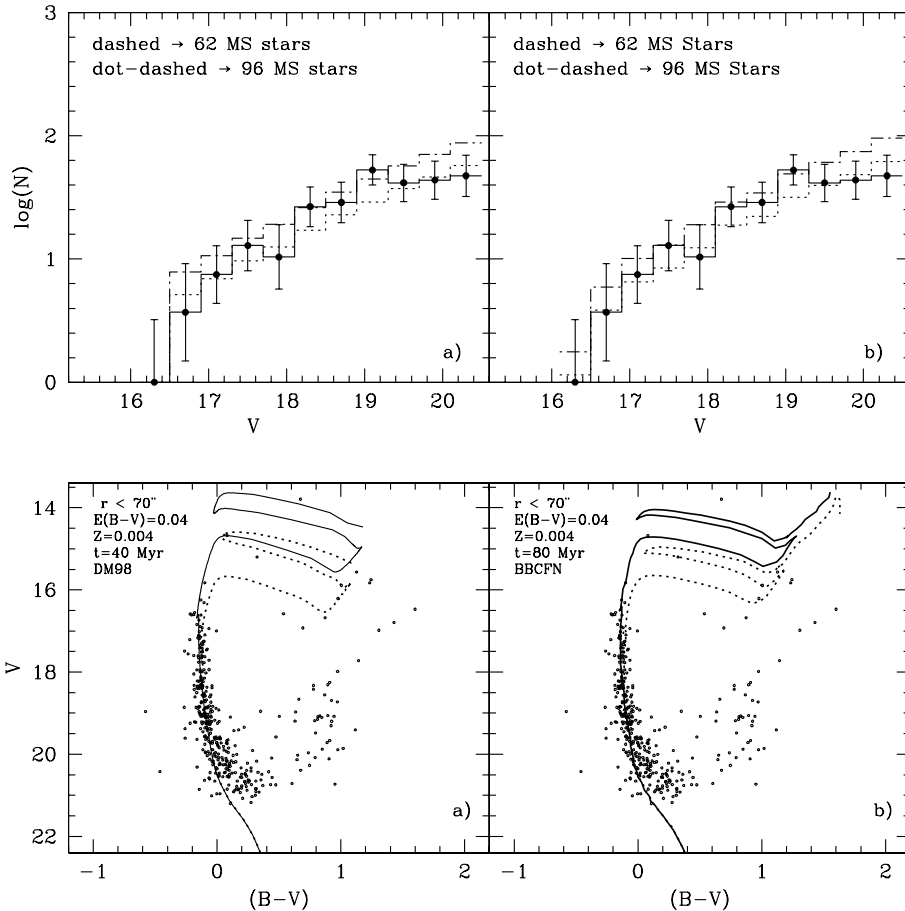 dashed → 62 MS stars
dot-dashed → 96 MS stars
dashed → 62 MS Stars
dot-dashed → 96 MS Stars
3
2
1
0
log(N)
a)
b)
16 17 18 19 20
16 17 18 19 20
V
V
r < 70"
E(B-V)=0.04
Z=0.004
t=40 Myr
DM98
r < 70"
E(B-V)=0.04
Z=0.004
t=80 Myr
BBCFN
14
16
18
20
22
V
a)
b)
-1 0 1 2
-1 0 1 2
(B-V)
(B-V)